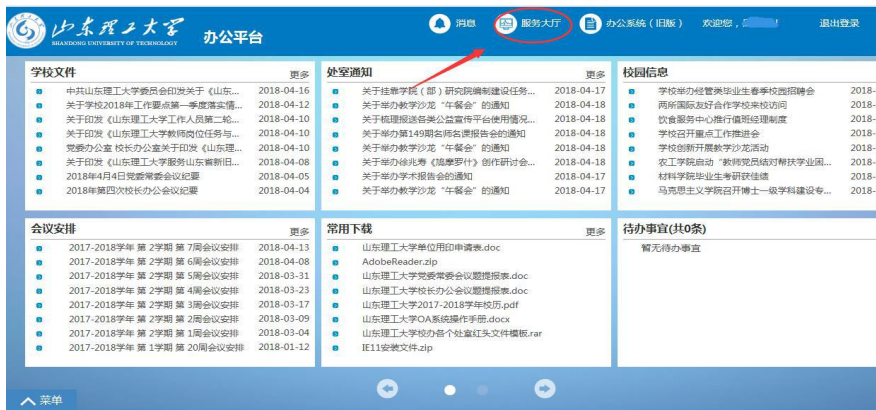 山东理工大学
SHANDONG UNIVERSITY OF TECHNOLOGY
办公平台
消息
服务大厅
办公系统（旧版）
欢迎您，
退出登录
学校文件 更多
中共山东理工大学委员会印发关于《山东... 2018-04-16
关于学校2018年工作要点第一季度落实情... 2018-04-12
关于印发《山东理工大学工作人员第二轮... 2018-04-10
关于印发《山东理工大学教师岗位任务与... 2018-04-10
党委办公室 校长办公室关于印发《山东理... 2018-04-10
关于印发《山东理工大学服务山东省新旧... 2018-04-08
2018年4月4日党委常委会议纪要 2018-04-05
2018年第四次校长办公会议纪要 2018-04-04
处室通知 更多
关于挂靠学院（部）研究院编制建设任务... 2018-04-17
关于举办教学沙龙“午餐会”的通知 2018-04-17
关于梳理报送各类公益宣传平台使用情况... 2018-04-18
关于举办第149期名师名课报告会的通知 2018-04-18
关于举办教学沙龙“午餐会”的通知 2018-04-18
关于举办徐兆寿《鸠摩罗什》创作研讨会... 2018-04-18
关于举办学术报告会的通知 2018-04-17
关于举办教学沙龙“午餐会”的通知 2018-04-17
校园信息
学校举办经管类毕业生春季校园招聘会 2018-
两所国际友好合作学校来校访问 2018-
饮食服务中心推行值班经理制度 2018-
学校召开重点工作推进会 2018-
学校创新开展教学沙龙活动 2018-
农工学院启动“教师党员结对帮扶学业困... 2018-
材料学院毕业生考研获佳绩 2018-
马克思主义学院召开博士一级学科建设专... 2018-
会议安排 更多
2017-2018学年 第 2学期 第 7周会议安排 2018-04-13
2017-2018学年 第 2学期 第 6周会议安排 2018-04-08
2017-2018学年 第 2学期 第 5周会议安排 2018-03-31
2017-2018学年 第 2学期 第 4周会议安排 2018-03-23
2017-2018学年 第 2学期 第 3周会议安排 2018-03-17
2017-2018学年 第 2学期 第 2周会议安排 2018-03-09
2017-2018学年 第 2学期 第 1周会议安排 2018-03-04
2017-2018学年 第 1学期 第 20周会议安排 2018-01-12
常用下载 更多
山东理工大学单位用印申请表.doc
AdobeReader.zip
山东理工大学党委常委会议题提报表.doc
山东理工大学校长办公会议题提报表.doc
山东理工大学2017-2018学年校历.pdf
山东理工大学OA系统操作手册.docx
山东理工大学校办各个处室红头文件模板.rar
IE11安装文件.zip
待办事宜(共0条)
暂无待办事宜
菜单